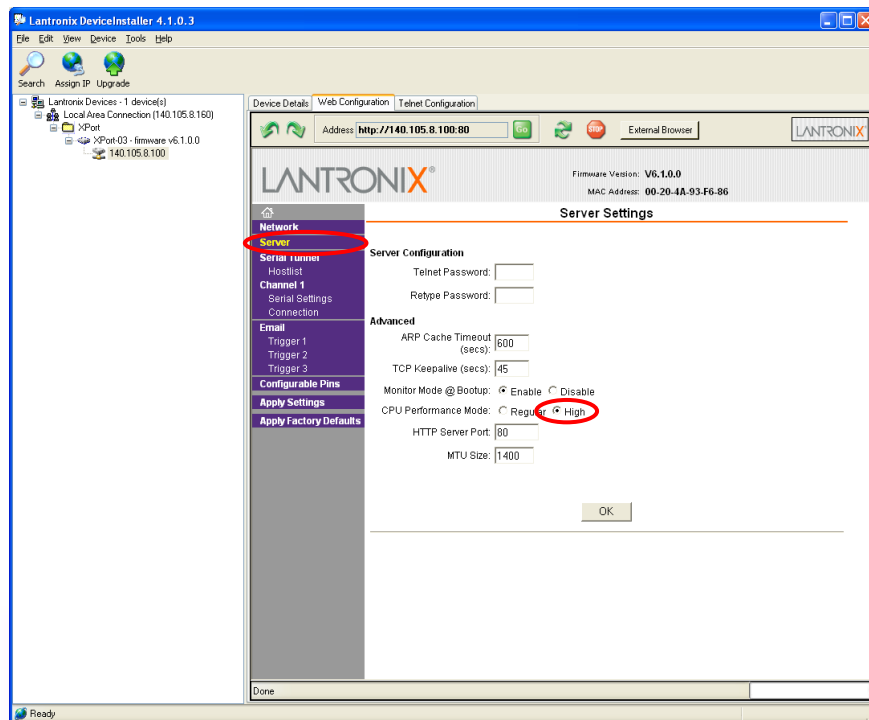 Lantronix DeviceInstaller 4.1.0.3
File Edit View Device Tools Help
Search Assign IP Upgrade
Lantronix Devices - 1 device(s)
Local Area Connection (140.105.8.160)
XPort
XPort-03 - firmware v6.1.0.0
140.105.8.100
Device Details Web Configuration Telnet Configuration
Address http://140.105.8.100:80 Go STOP External Browser LANTRONIX
LANTRONIX®
Firmware Version: V6.1.0.0
MAC Address: 00-20-4A-93-F6-86
Network
Server
Serial Tunnel
Hostlist
Channel 1
Serial Settings
Connection
Email
Trigger 1
Trigger 2
Trigger 3
Configurable Pins
Apply Settings
Apply Factory Defaults
Server Settings
Server Configuration
Telnet Password:
Retype Password:
Advanced
ARP Cache Timeout
(secs): 600
TCP Keepalive (secs): 45
Monitor Mode @ Bootup: Enable Disable
CPU Performance Mode: Regular High
HTTP Server Port: 80
MTU Size: 1400
OK
Done
Ready